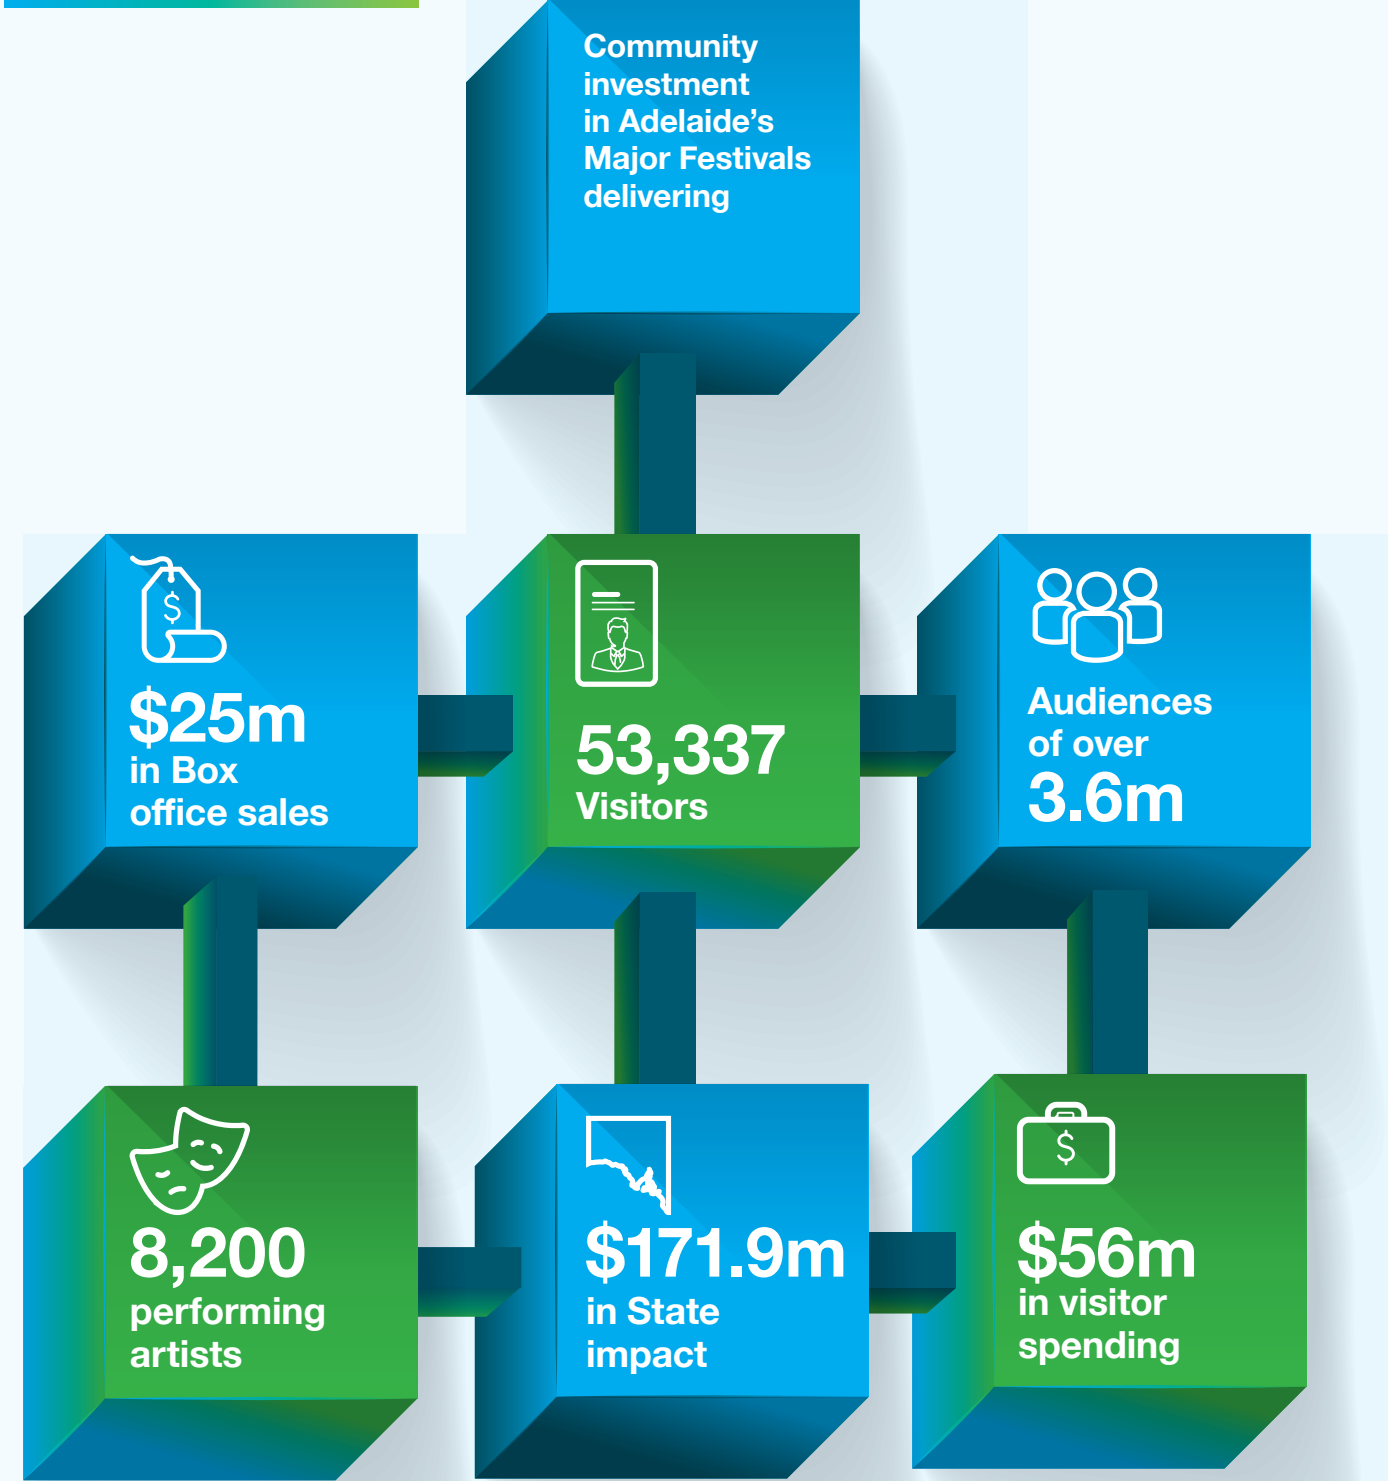 Community
investment
in Adelaide’s
Major Festivals
delivering
$
$25m
in Box
office sales
53,337
Visitors
Audiences
of over
3.6m
8,200
performing
artists
$171.9m
in State
impact
$
$56m
in visitor
spending